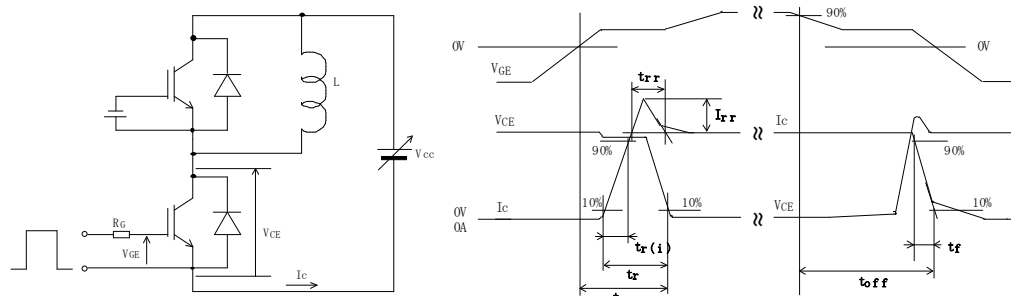 L
Vcc
RG
VGE
VCE
Ic
0V
VGE
90%
0V
trr
Irr
VCE
Ic
90%
90%
10%
10%
VCE
10%
0V
0A
Ic
tr(i)
tr
tf
toff